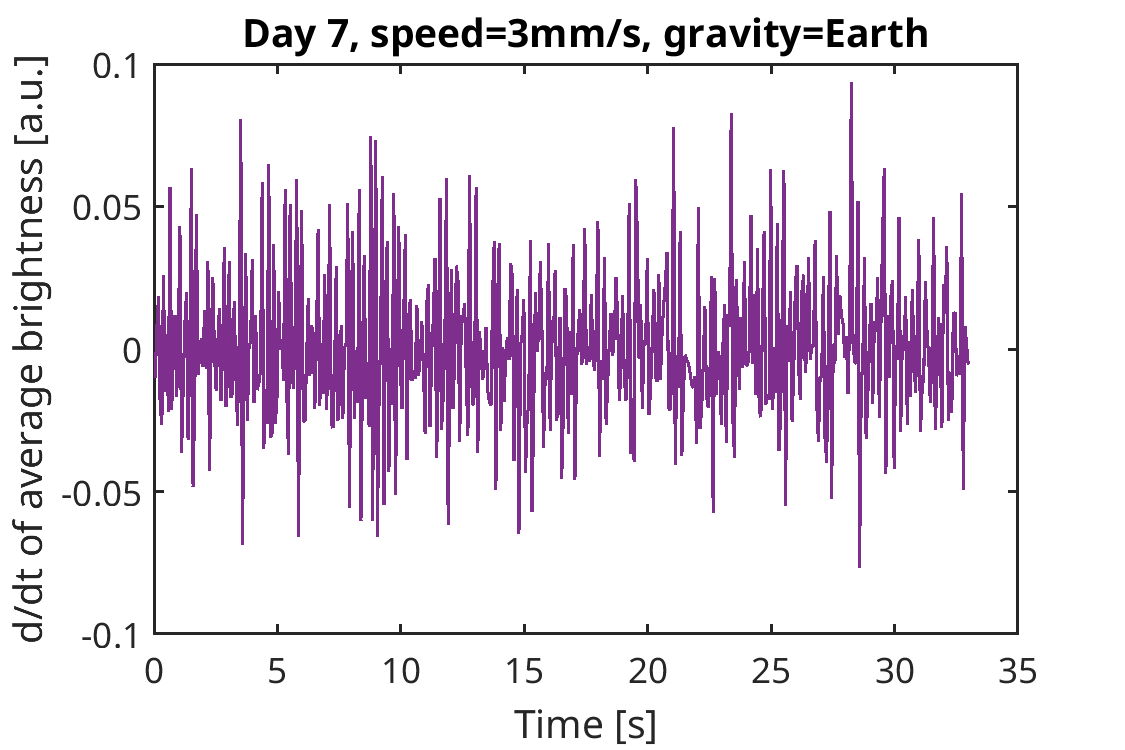 Day 7, speed=3mm/s, gravity=Earth
d/dt of average brightness [a.u.]
0.1
0.05
0
-0.05
-0.1
0 5 10 15 20 25 30 35
Time [s]